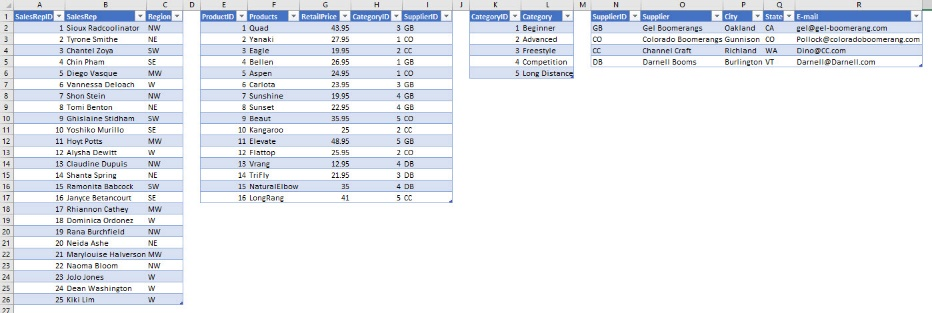 A B C D E F G H I J K L M N O P Q R
1 SalesRepID SalesRep Region ProductID Products RetailPrice CategoryID SupplierID CategoryID Category SupplierID Supplier City State E-mail
2 1 Sioux Radcoolinator NW 1 Quad 43.95 3 GB 1 Beginner GB Gel Boomerangs Oakland CA gel@gel-boomerang.com
3 2 Tyrone Smithe NE 2 Yanaki 27.95 1 CO 2 Advanced CO Colorado Boomerangs Gunnison CO Pollock@coloradoboomerang.com
4 3 Chantel Zoya SW 3 Eagle 19.95 2 CC 3 Freestyle CC Channel Craft Richland WA Dino@CC.com
5 4 Chin Pham SE 4 Bellen 26.95 1 GB 4 Competition DB Darnell Booms Burlington VT Darnell@Darnell.com
6 5 Diego Vasque MW 5 Aspen 24.95 1 CO 5 Long Distance
7 6 Vannessa Deloach W 6 Carlota 23.95 3 GB
8 7 Shon Stein NW 7 Sunshine 19.95 4 GB
9 8 Tomi Benton NE 8 Sunset 22.95 4 GB
10 9 Ghislaine Stidham SW 9 Beaut 35.95 5 CO
11 10 Yoshiko Murillo SE 10 Kangaroo 25 2 CC
12 11 Hoyt Potts MW 11 Elevate 48.95 5 GB
13 12 Alysha Dewitt W 12 Flattop 25.95 2 CO
14 13 Claudine Dupuis NW 13 Vrang 12.95 4 DB
15 14 Shanta Spring NE 14 TriFly 21.95 3 DB
16 15 Ramonita Babcock SW 15 NaturalElbow 35 4 DB
17 16 Janyce Betancourt SE 16 LongRang 41 5 CC
18 17 Rhiannon Cathey MW
19 18 Dominica Ordonez W
20 19 Rana Burchfield NW
21 20 Neida Ashe NE
22 21 Marylouise Halverson MW
23 22 Naoma Bloom NW
24 23 JoJo Jones W
25 24 Dean Washington W
26 25 Kiki Lim W
27